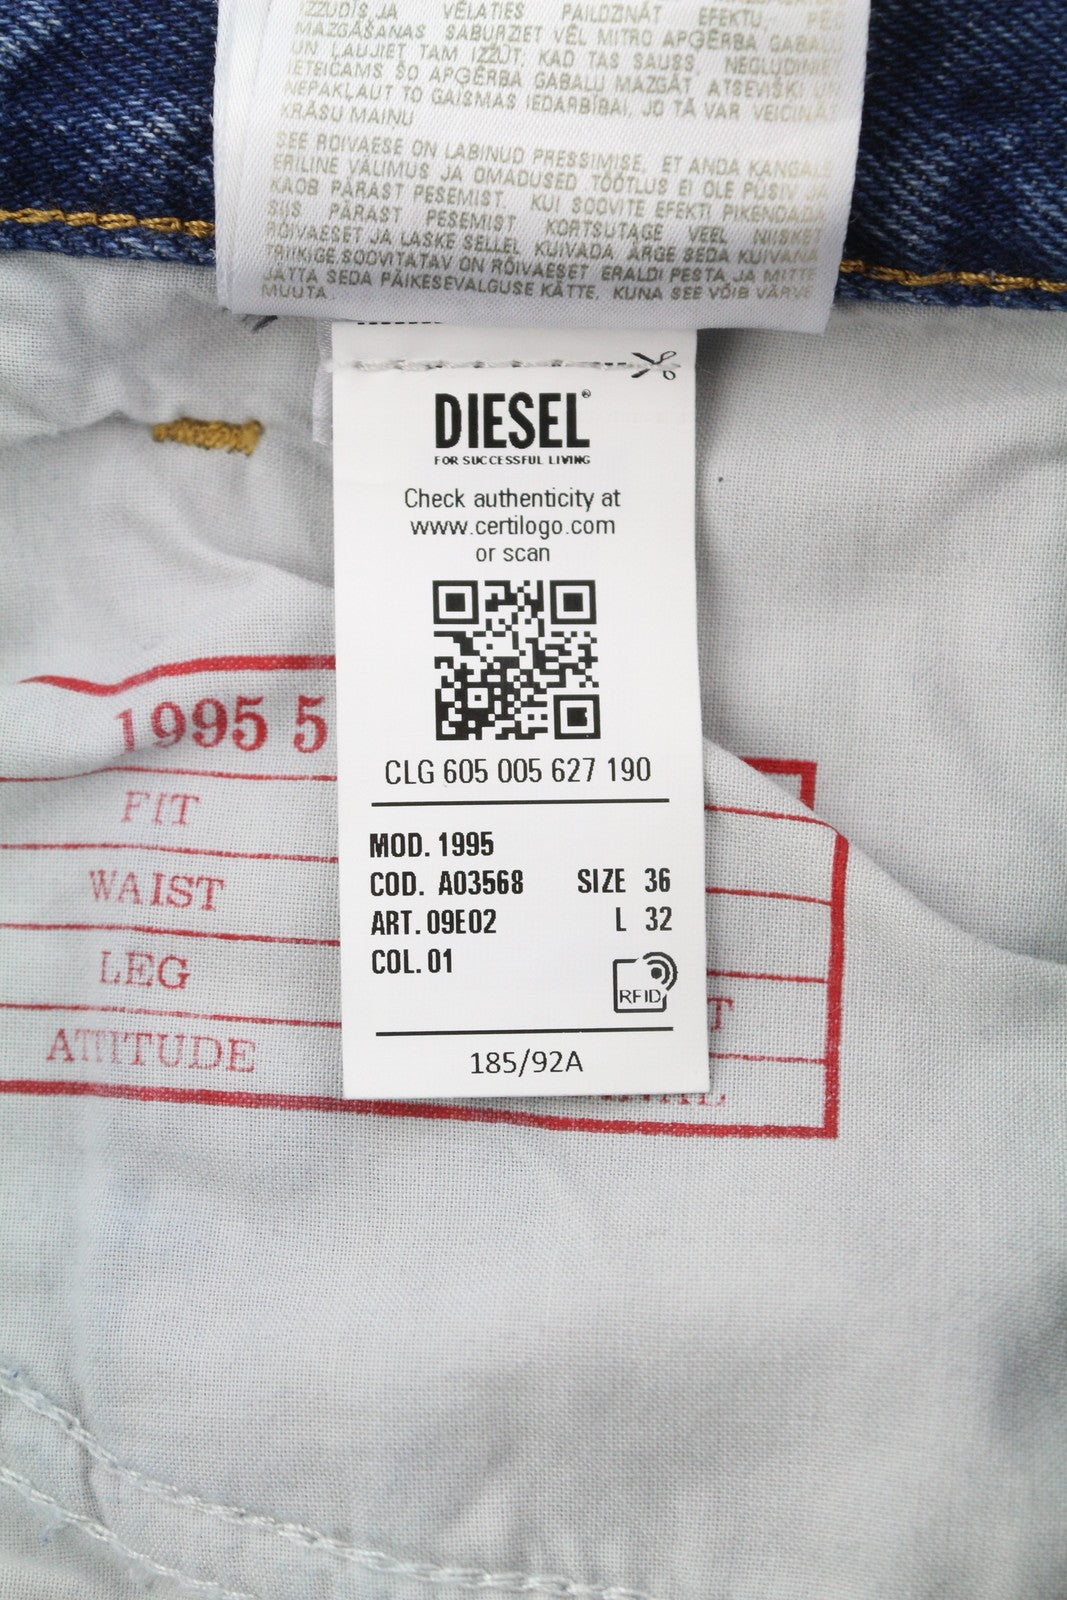 IZZUDĪS JA VĒLATIES PAILDZINĀT EFEKTU, PĒC
MAZGĀŠANAS SABURZIET VĒL MITRO APĢĒRBA GABALU
UN ĻAUJIET TAM IZŽŪT, KAD TAS SAUSS NEGLUDINIET
IETEICAMS ŠO APĢĒRBA GABALU MAZGĀT ATSEVIŠĶI UN
NEPAKĻAUT TO GAISMAS IEDARBĪBAI, JO TĀ VAR VEICINĀT
KRĀSU MAIŅU
SEE RÕIVAESE ON LÄBINUD PRESSIMISE, ET ANDA KANGALE
ERILINE VÄLIMUS JA OMADUSED TÖÖTLUS EI OLE PÜSIV JA
KAOB PÄRAST PESEMIST. KUI SOOVITE EFEKTI PIKENDADA
SIIS PÄRAST PESEMIST KORTSUTAGE VEEL NIISKET
RÕIVAESET JA LASKE SELLEL KUIVADA ÄRGE SEDA KUIVANA
TRIIKIGE SOOVITATAV ON RÕIVAESET ERALDI PESTA JA MITTE
JÄTTA SEDA PÄIKESEVALGUSE KÄTTE, KUNA SEE VÕIB VÄRVE
MUUTA
DIESEL®
FOR SUCCESSFUL LIVING
Check authenticity at
www.certilogo.com
or scan
CLG 605 005 627 190
MOD. 1995
COD. A03568 SIZE 36
ART. 09E02 L 32
COL. 01
RFID
185/92A
1995 5
FIT
WAIST
LEG
T
ATTITUDE